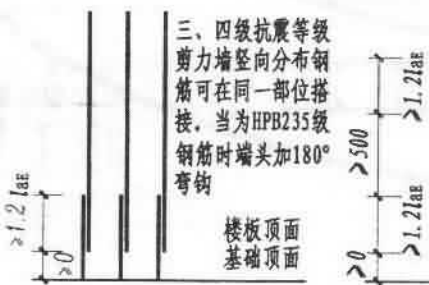 三、四级抗震等级
剪力墙竖向分布钢
筋可在同一部位搭
接，当为HPB235级
钢筋时端头加180°
弯钩
楼板顶面
基础顶面
≥1.2laE
≥0
≥1.2laE
≥500
≥1.2laE
≥0